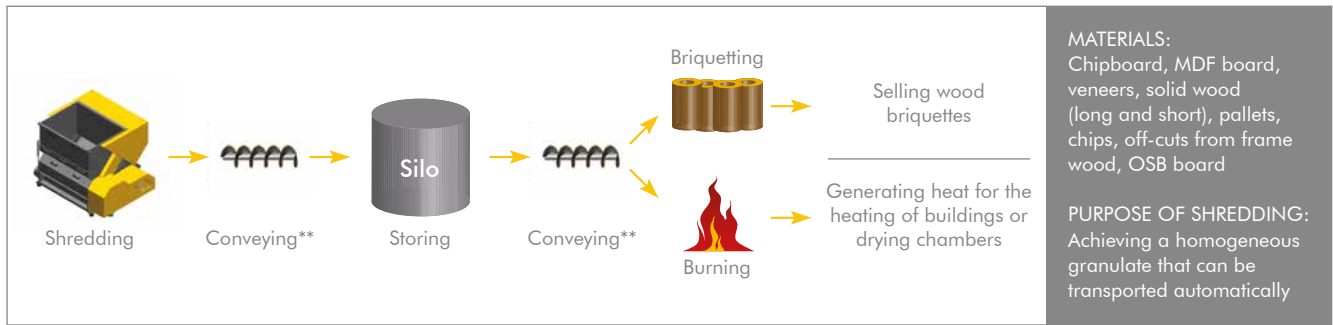 Shredding
Conveying**
Silo
Storing
Conveying**
Briquetting
Burning
Selling wood
briquettes
Generating heat for the
heating of buildings or
drying chambers
MATERIALS:
Chipboard, MDF board,
veneers, solid wood
(long and short), pallets,
chips, off-cuts from frame
wood, OSB board
PURPOSE OF SHREDDING:
Achieving a homogeneous
granulate that can be
transported automatically